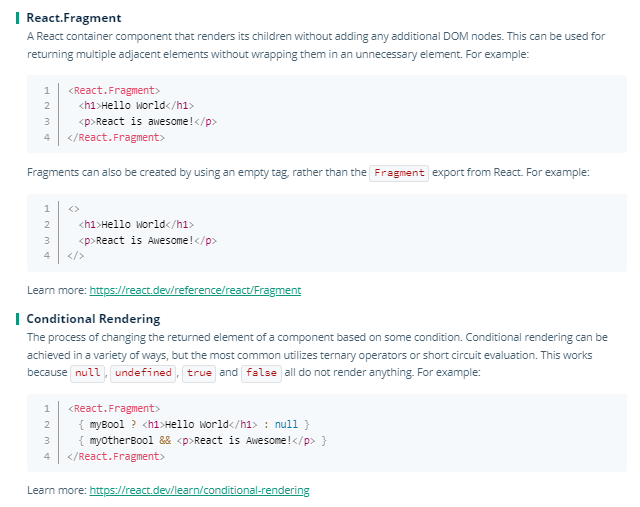 React.Fragment
A React container component that renders its children without adding any additional DOM nodes. This can be used for
returning multiple adjacent elements without wrapping them in an unnecessary element. For example:
1 <React.Fragment>
2 <h1>Hello World</h1>
3 <p>React is awesome!</p>
4 </React.Fragment>
Fragments can also be created by using an empty tag, rather than the Fragment export from React. For example:
1 <>
2 <h1>Hello World</h1>
3 <p>React is Awesome!</p>
4 </>
Learn more: https://react.dev/reference/react/Fragment
Conditional Rendering
The process of changing the returned element of a component based on some condition. Conditional rendering can be
achieved in a variety of ways, but the most common utilizes ternary operators or short circuit evaluation. This works
because null, undefined, true and false all do not render anything. For example:
1 <React.Fragment>
2 { myBool ? <h1>Hello World</h1> : null }
3 { myOtherBool && <p>React is Awesome!</p> }
4 </React.Fragment>
Learn more: https://react.dev/learn/conditional-rendering